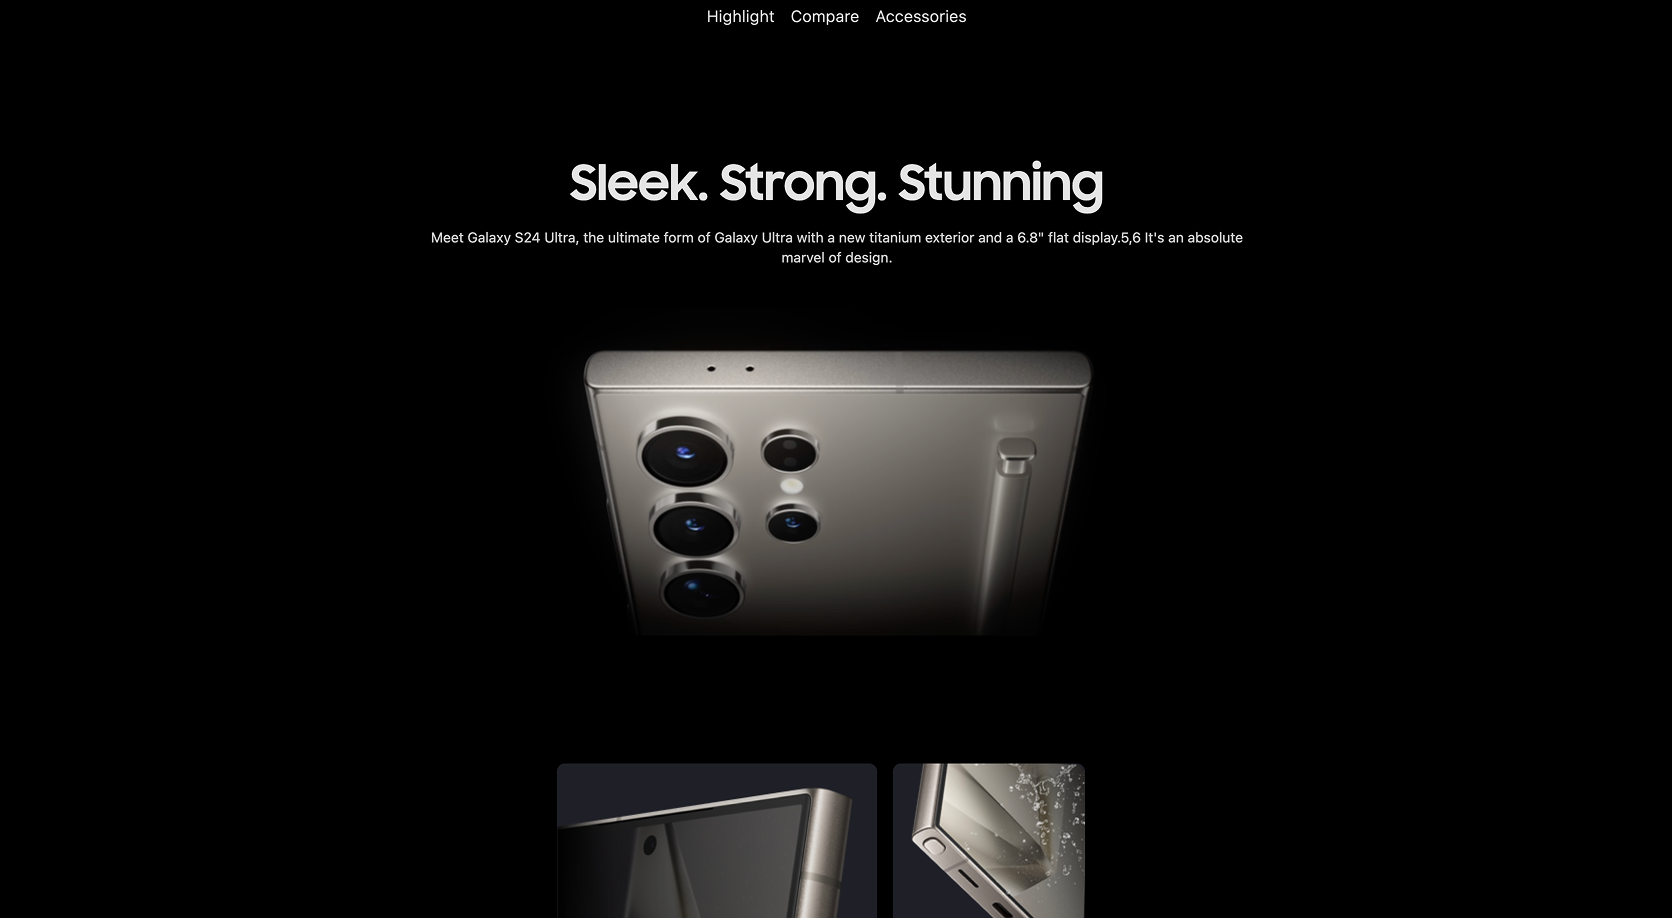 Highlight Compare Accessories
Sleek. Strong. Stunning
Meet Galaxy S24 Ultra, the ultimate form of Galaxy Ultra with a new titanium exterior and a 6.8" flat display.5,6 It's an absolute
marvel of design.